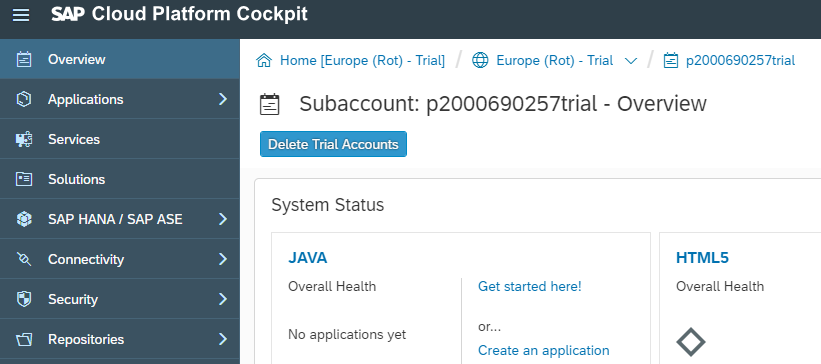 SAP Cloud Platform Cockpit
Overview
Applications
Services
Solutions
SAP HANA / SAP ASE
Connectivity
Security
Repositories
Home [Europe (Rot) - Trial] / Europe (Rot) - Trial / p2000690257trial
Subaccount: p2000690257trial - Overview
Delete Trial Accounts
System Status
JAVA
Overall Health
No applications yet
Get started here!
or...
Create an application
HTML5
Overall Health